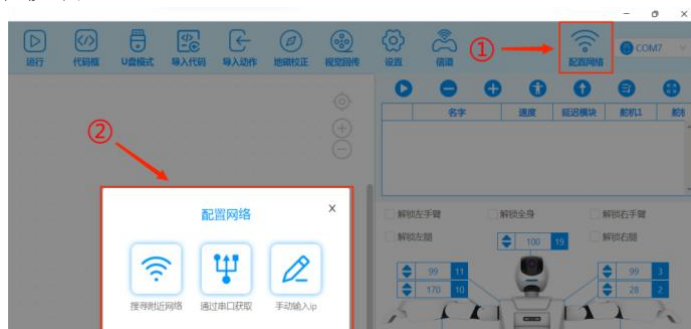 ①
配置网络
COM7
运行
代码框
U盘模式
导入代码
导入动作
地磁校正
视觉回传
设置
信道
名字
速度
延迟模块
舵机1
②
配置网络
×
搜寻附近网络
通过串口获取
手动输入ip
解锁左手臂
解锁全身
解锁右手臂
解锁左腿
解锁右腿
100 19
99 11
170 10
99 3
28 2